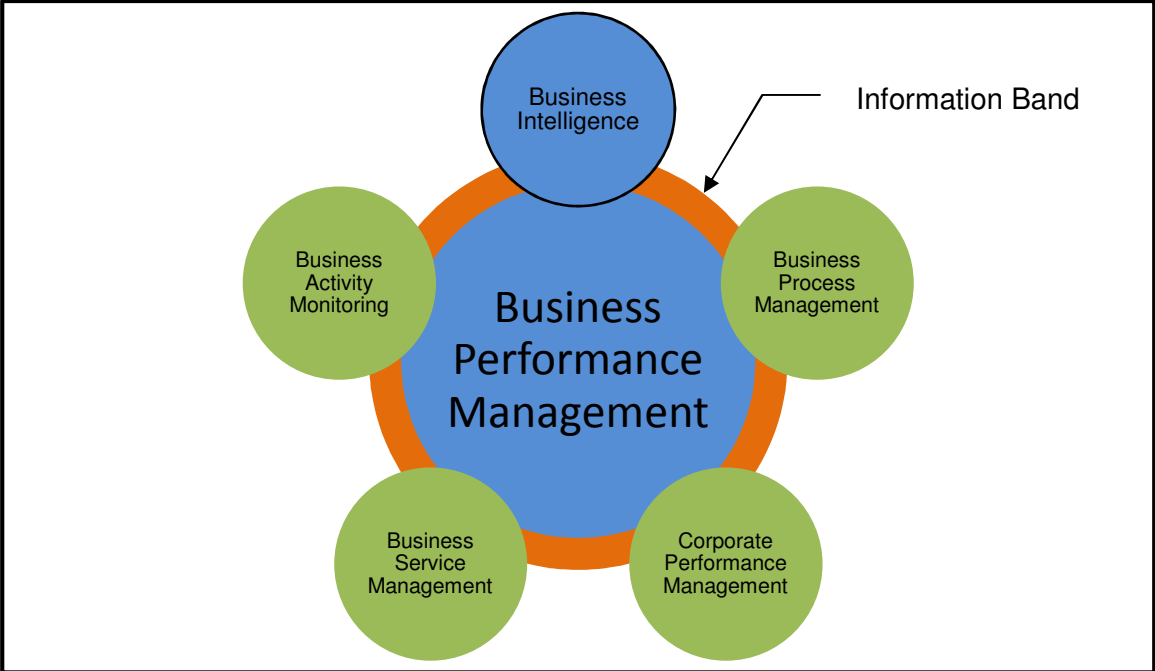 Business
Intelligence
Information Band
Business
Activity
Monitoring
Business
Process
Management
Business
Performance
Management
Business
Service
Management
Corporate
Performance
Management